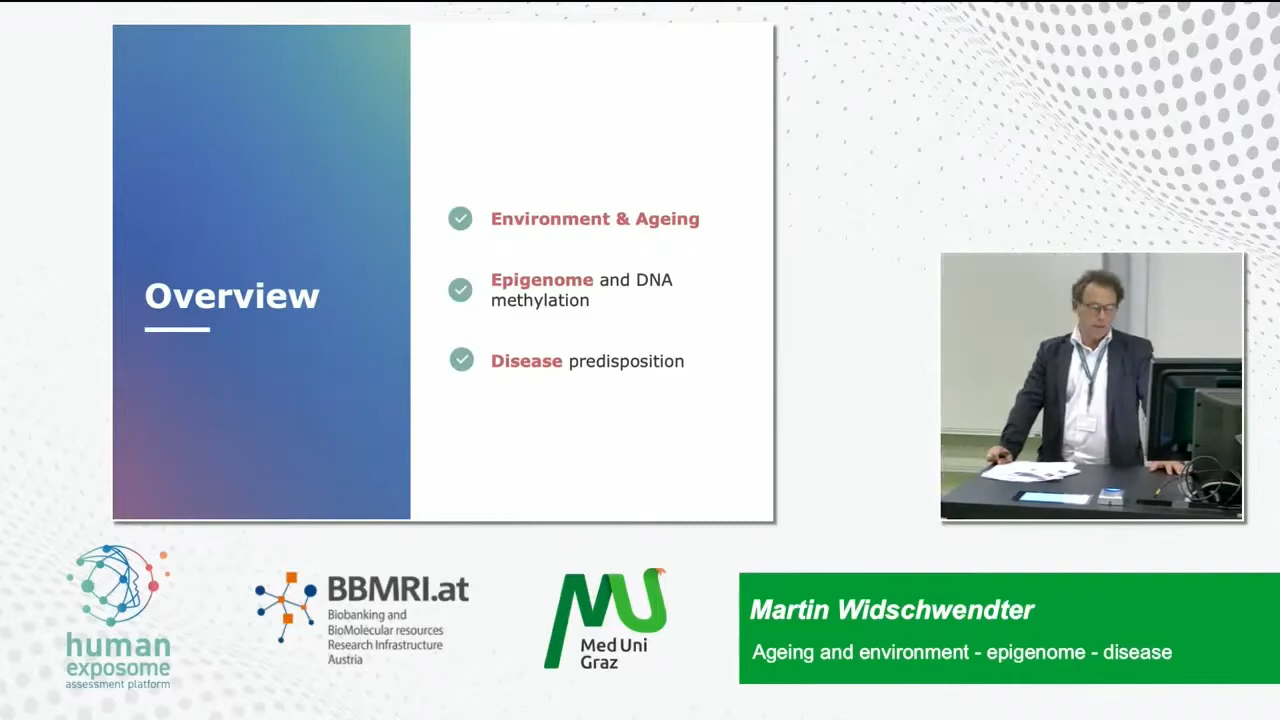 Overview
Environment & Ageing
Epigenome and DNA
methylation
Disease predisposition
human
exposome
assessment platform
BBMRI.at
Biobanking and
BioMolecular resources
Research Infrastructure
Austria
Med Uni
Graz
Martin Widschwendter
Ageing and environment - epigenome - disease